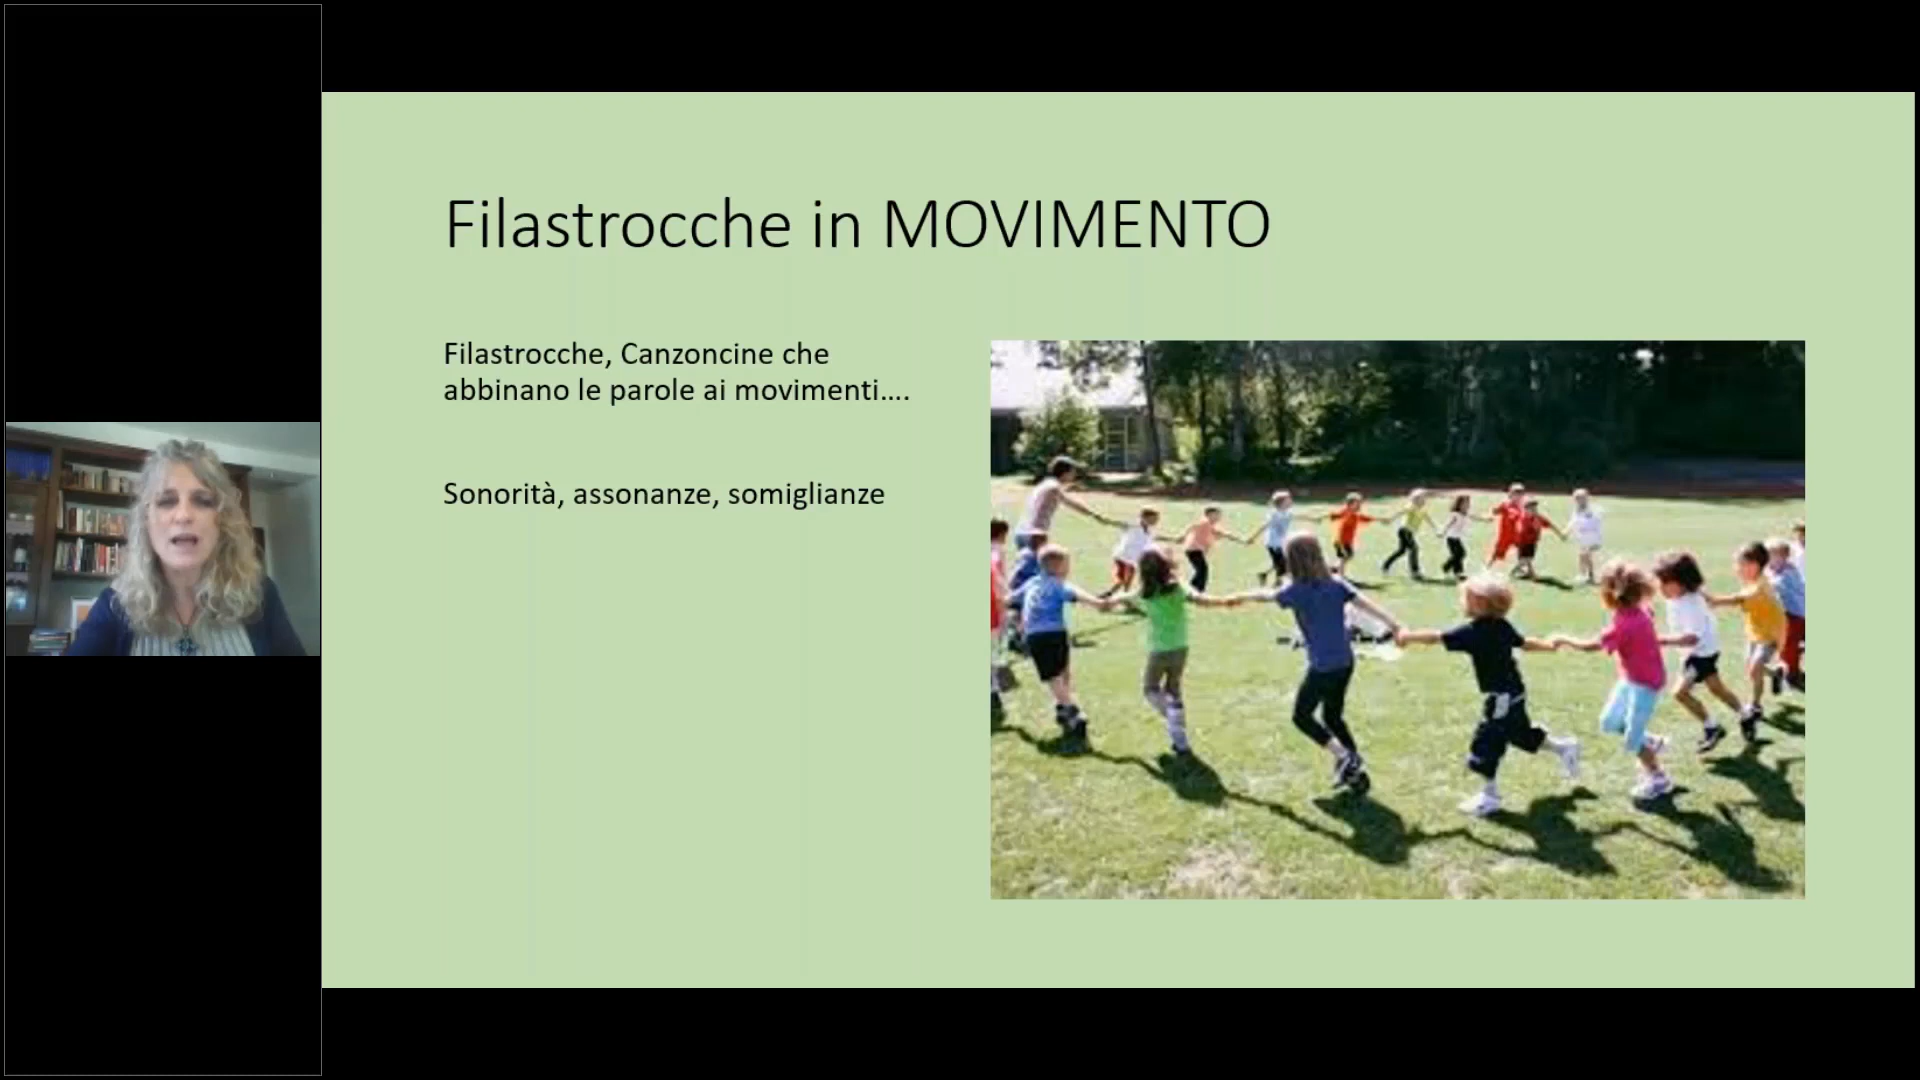 Filastrocche in MOVIMENTO
Filastrocche, Canzoncine che
abbinano le parole ai movimenti....
Sonorità, assonanze, somiglianze